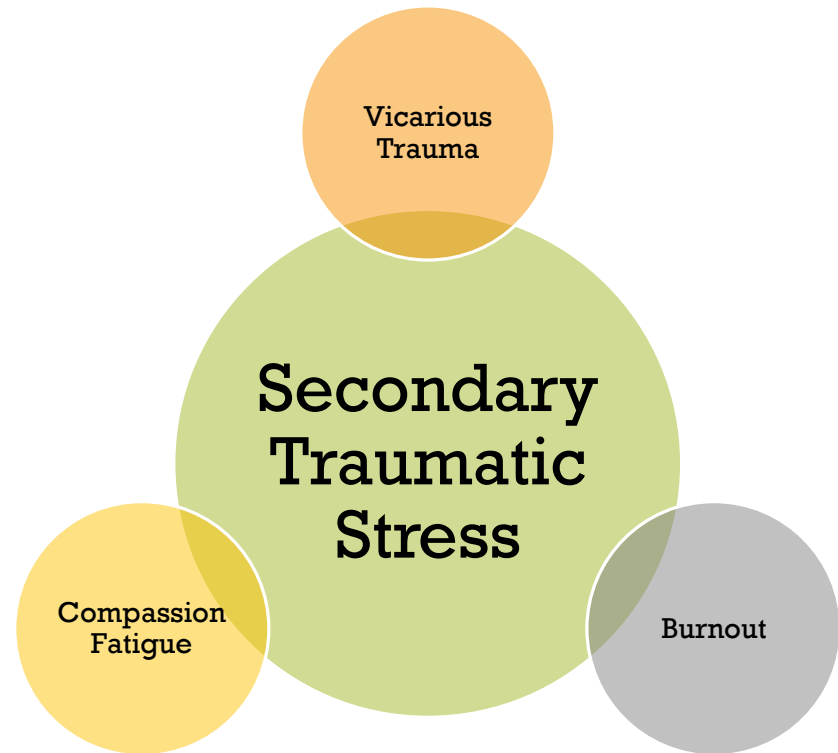 Vicarious
Trauma
Secondary
Traumatic
Stress
Compassion
Fatigue
Burnout